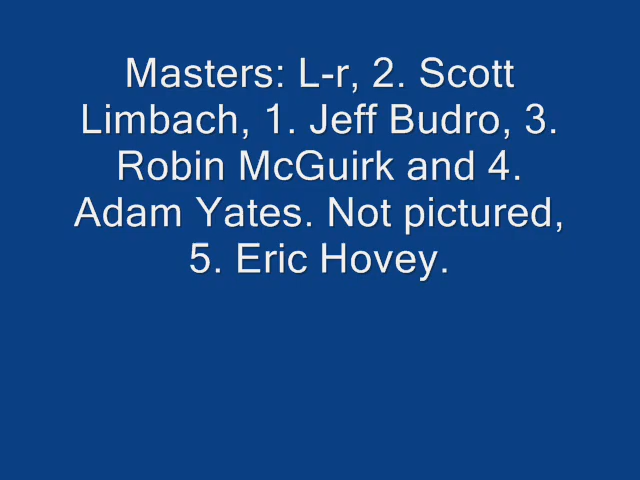 Masters: L-r, 2. Scott
Limbach, 1. Jeff Budro, 3.
Robin McGuirk and 4.
Adam Yates. Not pictured,
5. Eric Hovey.